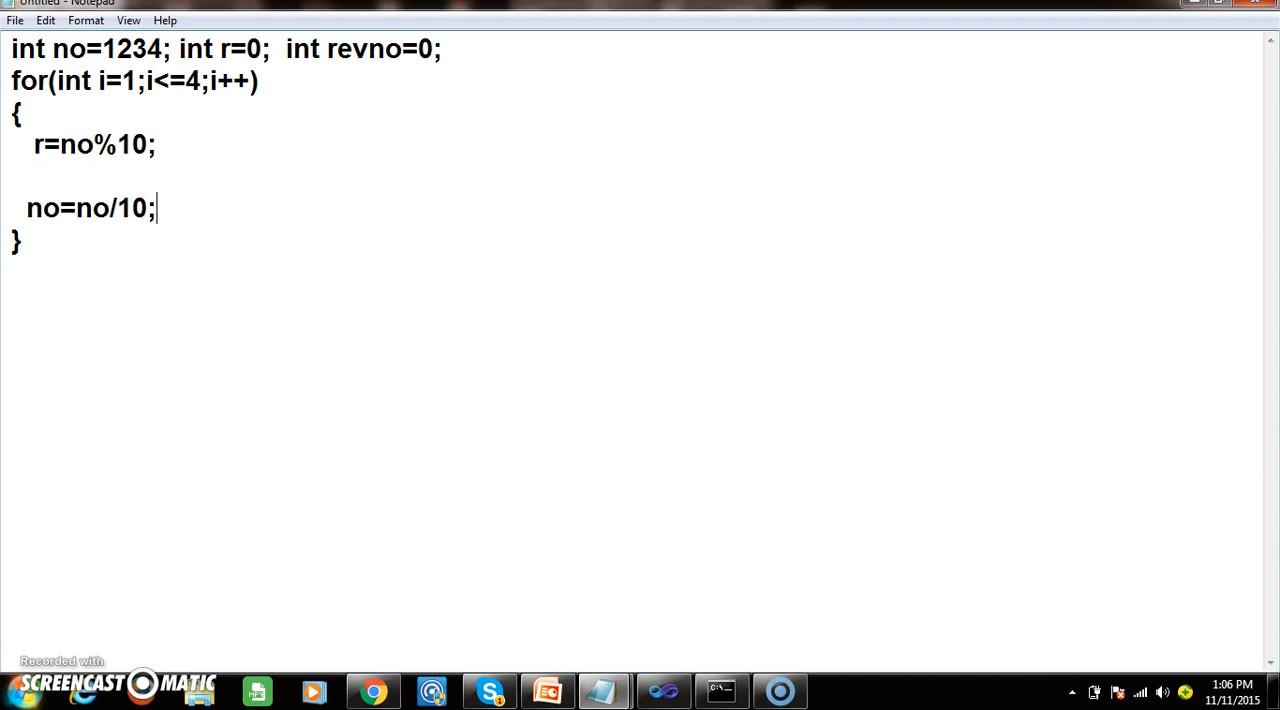 Untitled - Notepad
File Edit Format View Help
int no=1234; int r=0;  int revno=0;
for(int i=1;i<=4;i++)
{
r=no%10;
no=no/10;
}
Recorded with
SCREENCAST MATIC
1:06 PM
11/11/2015